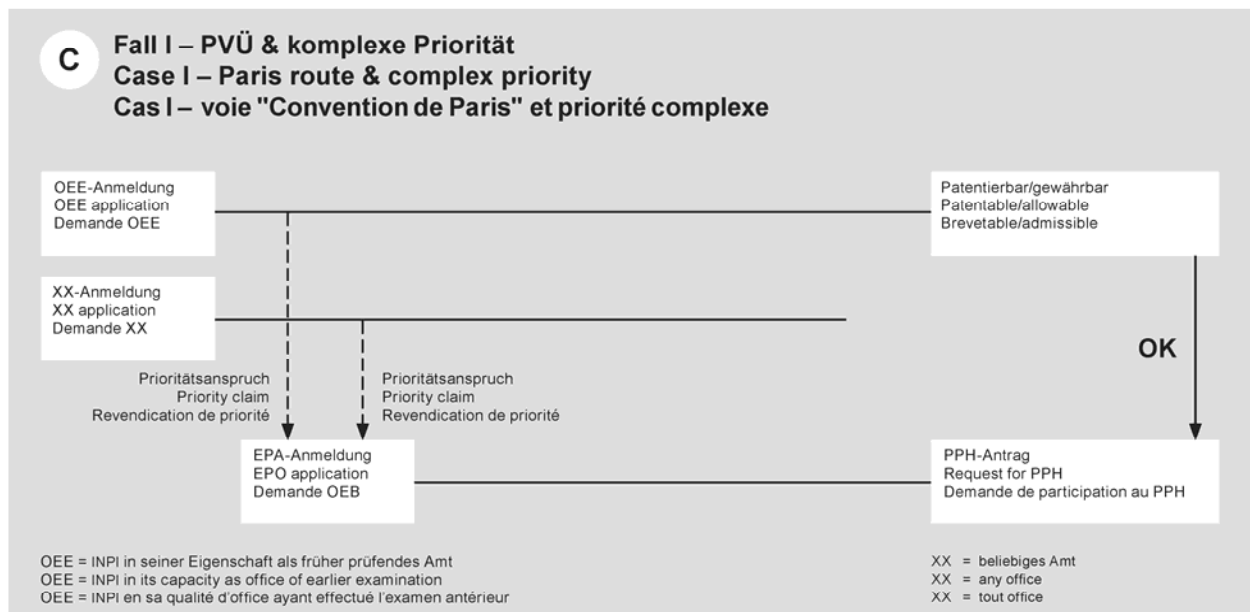 C
Fall I – PVÜ & komplexe Priorität
Case I – Paris route & complex priority
Cas I – voie "Convention de Paris" et priorité complexe
OEE-Anmeldung
OEE application
Demande OEE
Patentierbar/gewährbar
Patentable/allowable
Brevetable/admissible
XX-Anmeldung
XX application
Demande XX
OK
Prioritätsanspruch
Priority claim
Revendication de priorité
Prioritätsanspruch
Priority claim
Revendication de priorité
EPA-Anmeldung
EPO application
Demande OEB
PPH-Antrag
Request for PPH
Demande de participation au PPH
OEE = INPI in seiner Eigenschaft als früher prüfendes Amt
OEE = INPI in its capacity as office of earlier examination
OEE = INPI en sa qualité d'office ayant effectué l'examen antérieur
XX = beliebiges Amt
XX = any office
XX = tout office